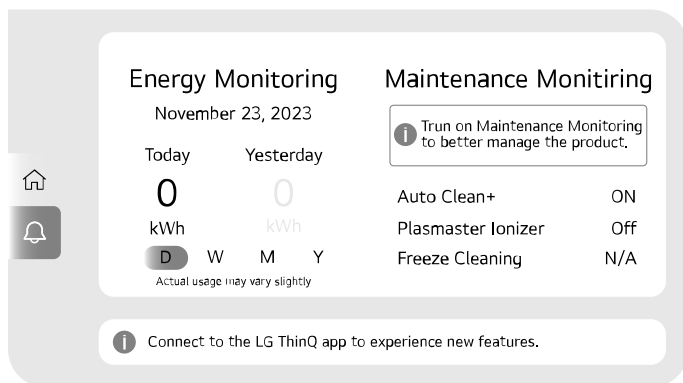 Energy Monitoring
November 23, 2023
Today Yesterday
0 0
kWh kWh
D W M Y
Actual usage may vary slightly
Maintenance Monitiring
Trun on Maintenance Monitoring
to better manage the product.
Auto Clean+ ON
Plasmaster Ionizer Off
Freeze Cleaning N/A
Connect to the LG ThinQ app to experience new features.